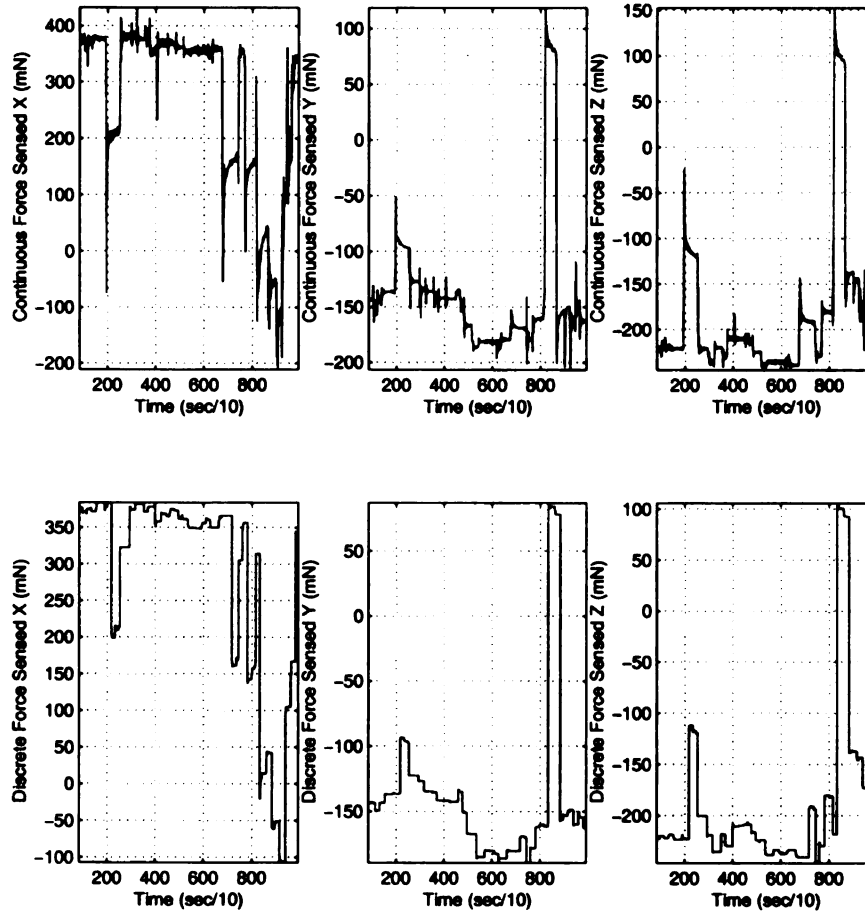 Continuous Force Sensed X (mN)
400
300
200
100
0
−100
−200
200 400 600 800
Time (sec/10)
Continuous Force Sensed Y (mN)
100
50
0
−50
−100
−150
−200
200 400 600 800
Time (sec/10)
Continuous Force Sensed Z (mN)
150
100
50
0
−50
−100
−150
−200
200 400 600 800
Time (sec/10)
Discrete Force Sensed X (mN)
350
300
250
200
150
100
50
0
−50
−100
200 400 600 800
Time (sec/10)
Discrete Force Sensed Y (mN)
50
0
−50
−100
−150
200 400 600 800
Time (sec/10)
Discrete Force Sensed Z (mN)
100
50
0
−50
−100
−150
−200
200 400 600 800
Time (sec/10)